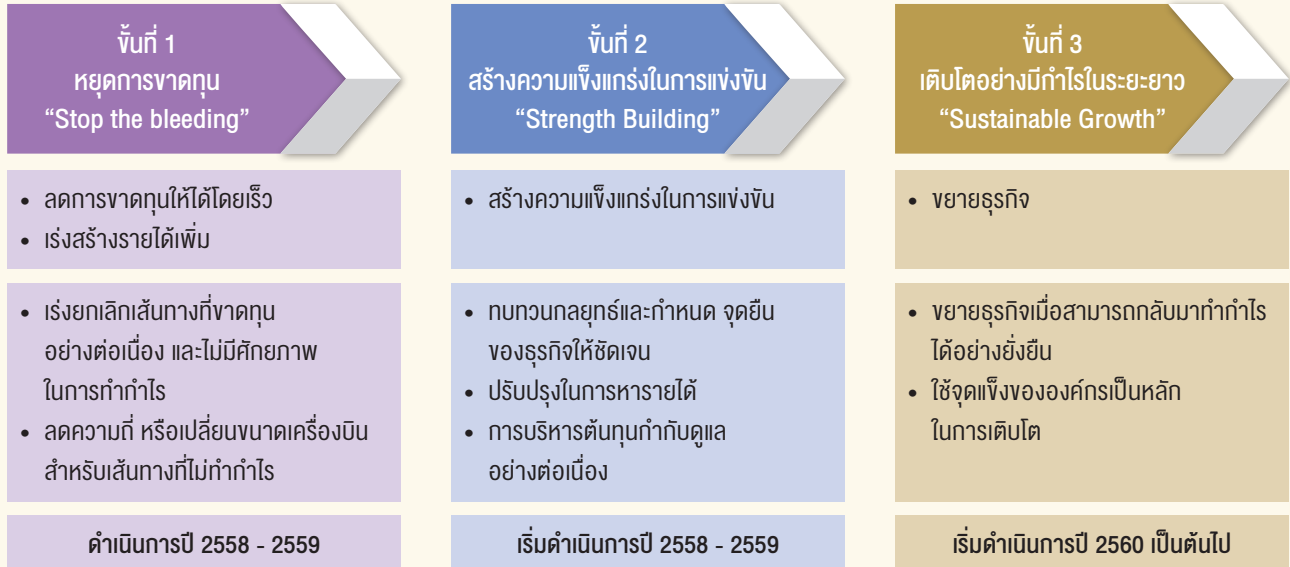 ขั้นที่ 1
หยุดการขาดทุน
“Stop the bleeding”
• ลดการขาดทุนให้ได้โดยเร็ว
• เร่งสร้างรายได้เพิ่ม
• เร่งยกเลิกเส้นทางที่ขาดทุน
อย่างต่อเนื่อง และไม่มีศักยภาพ
ในการทำกำไร
• ลดความถี่ หรือเปลี่ยนขนาดเครื่องบิน
สำหรับเส้นทางที่ไม่ทำกำไร
ดำเนินการปี 2558 - 2559
ขั้นที่ 2
สร้างความแข็งแกร่งในการแข่งขัน
“Strength Building”
• สร้างความแข็งแกร่งในการแข่งขัน
• ทบทวนกลยุทธ์และกำหนด จุดยืน
ของธุรกิจให้ชัดเจน
• ปรับปรุงในการหารายได้
• การบริหารต้นทุนกำกับดูแล
อย่างต่อเนื่อง
เริ่มดำเนินการปี 2558 - 2559
ขั้นที่ 3
เติบโตอย่างมีกำไรในระยะยาว
“Sustainable Growth”
• ขยายธุรกิจ
• ขยายธุรกิจเมื่อสามารถกลับมาทำกำไร
ได้อย่างยั่งยืน
• ใช้จุดแข็งขององค์กรเป็นหลัก
ในการเติบโต
เริ่มดำเนินการปี 2560 เป็นต้นไป